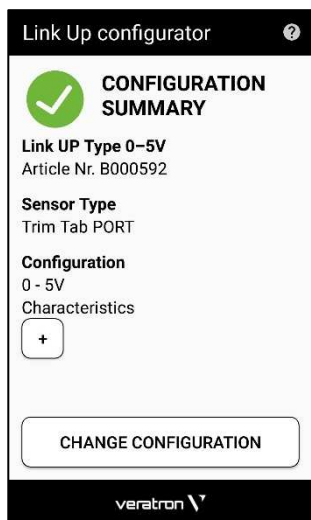 Link Up configurator ?
CONFIGURATION
SUMMARY
Link UP Type 0–5V
Article Nr. B000592
Sensor Type
Trim Tab PORT
Configuration
0 - 5V
Characteristics
+
CHANGE CONFIGURATION
veratron